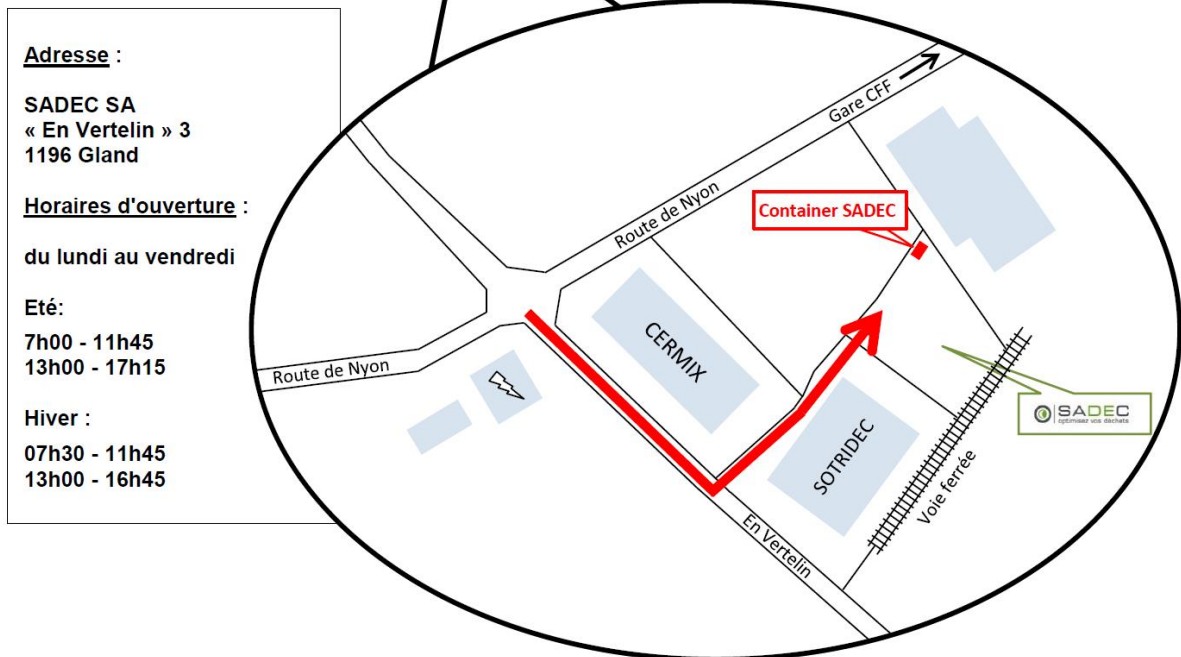 Adresse :
SADEC SA
« En Vertelin » 3
1196 Gland
Horaires d'ouverture :
du lundi au vendredi
Eté:
7h00 - 11h45
13h00 - 17h15
Hiver :
07h30 - 11h45
13h00 - 16h45
Gare CFF
Route de Nyon
Container SADEC
CERMIX
Route de Nyon
SADEC
optimisez vos déchets
SOTRIDEC
Voie ferrée
En Vertelin